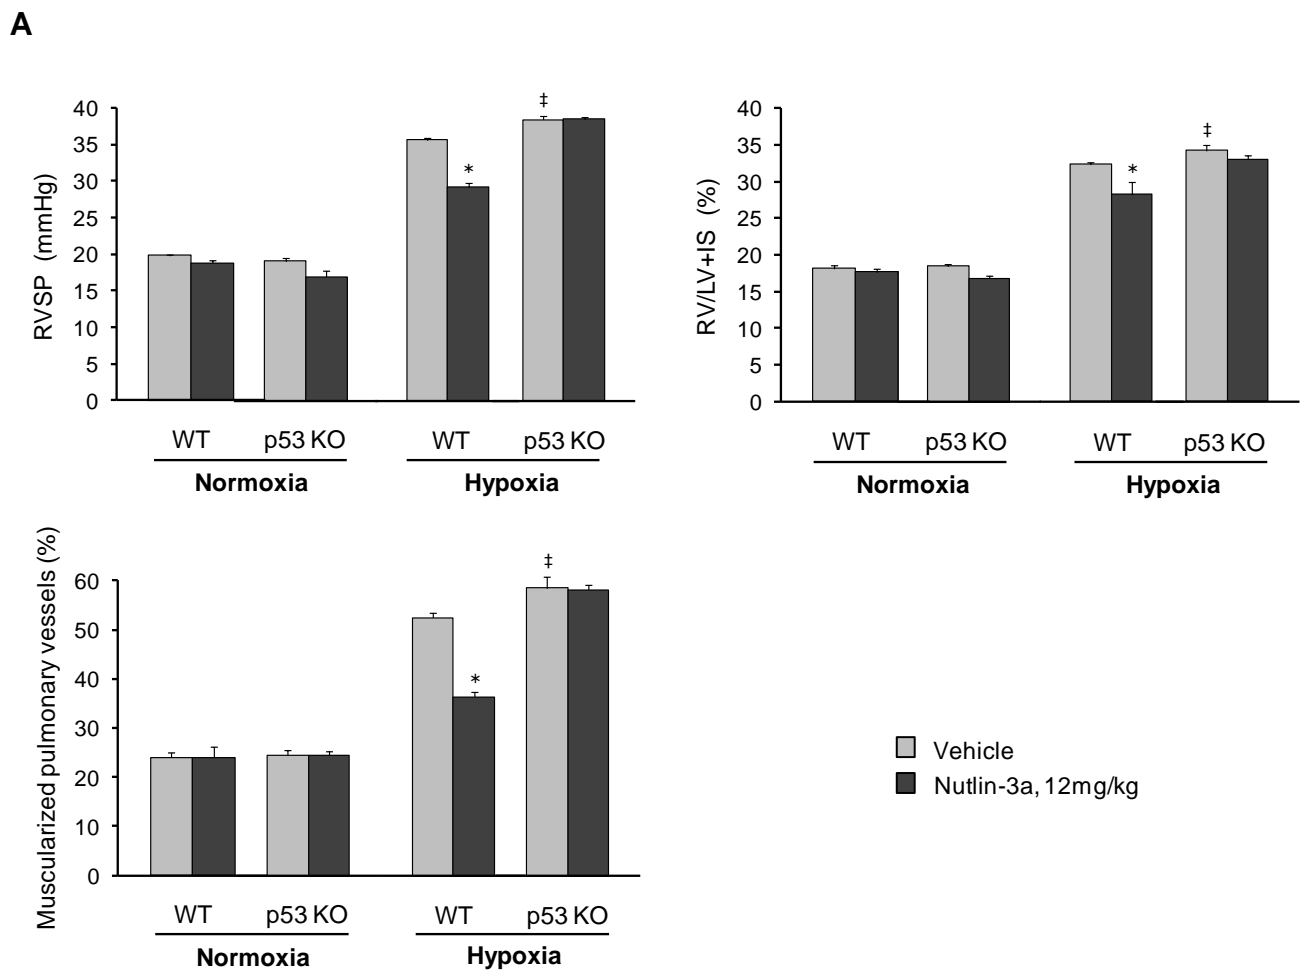 A
RVSP (mmHg)
40
35
30
25
20
15
10
5
0
*
‡
WT
p53 KO
WT
p53 KO
Normoxia
Hypoxia
RV/LV+IS (%)
40
35
30
25
20
15
10
5
0
*
‡
WT
p53 KO
WT
p53 KO
Normoxia
Hypoxia
Muscularized pulmonary vessels (%)
60
50
40
30
20
10
0
*
‡
WT
p53 KO
WT
p53 KO
Normoxia
Hypoxia
Vehicle
Nutlin-3a, 12mg/kg